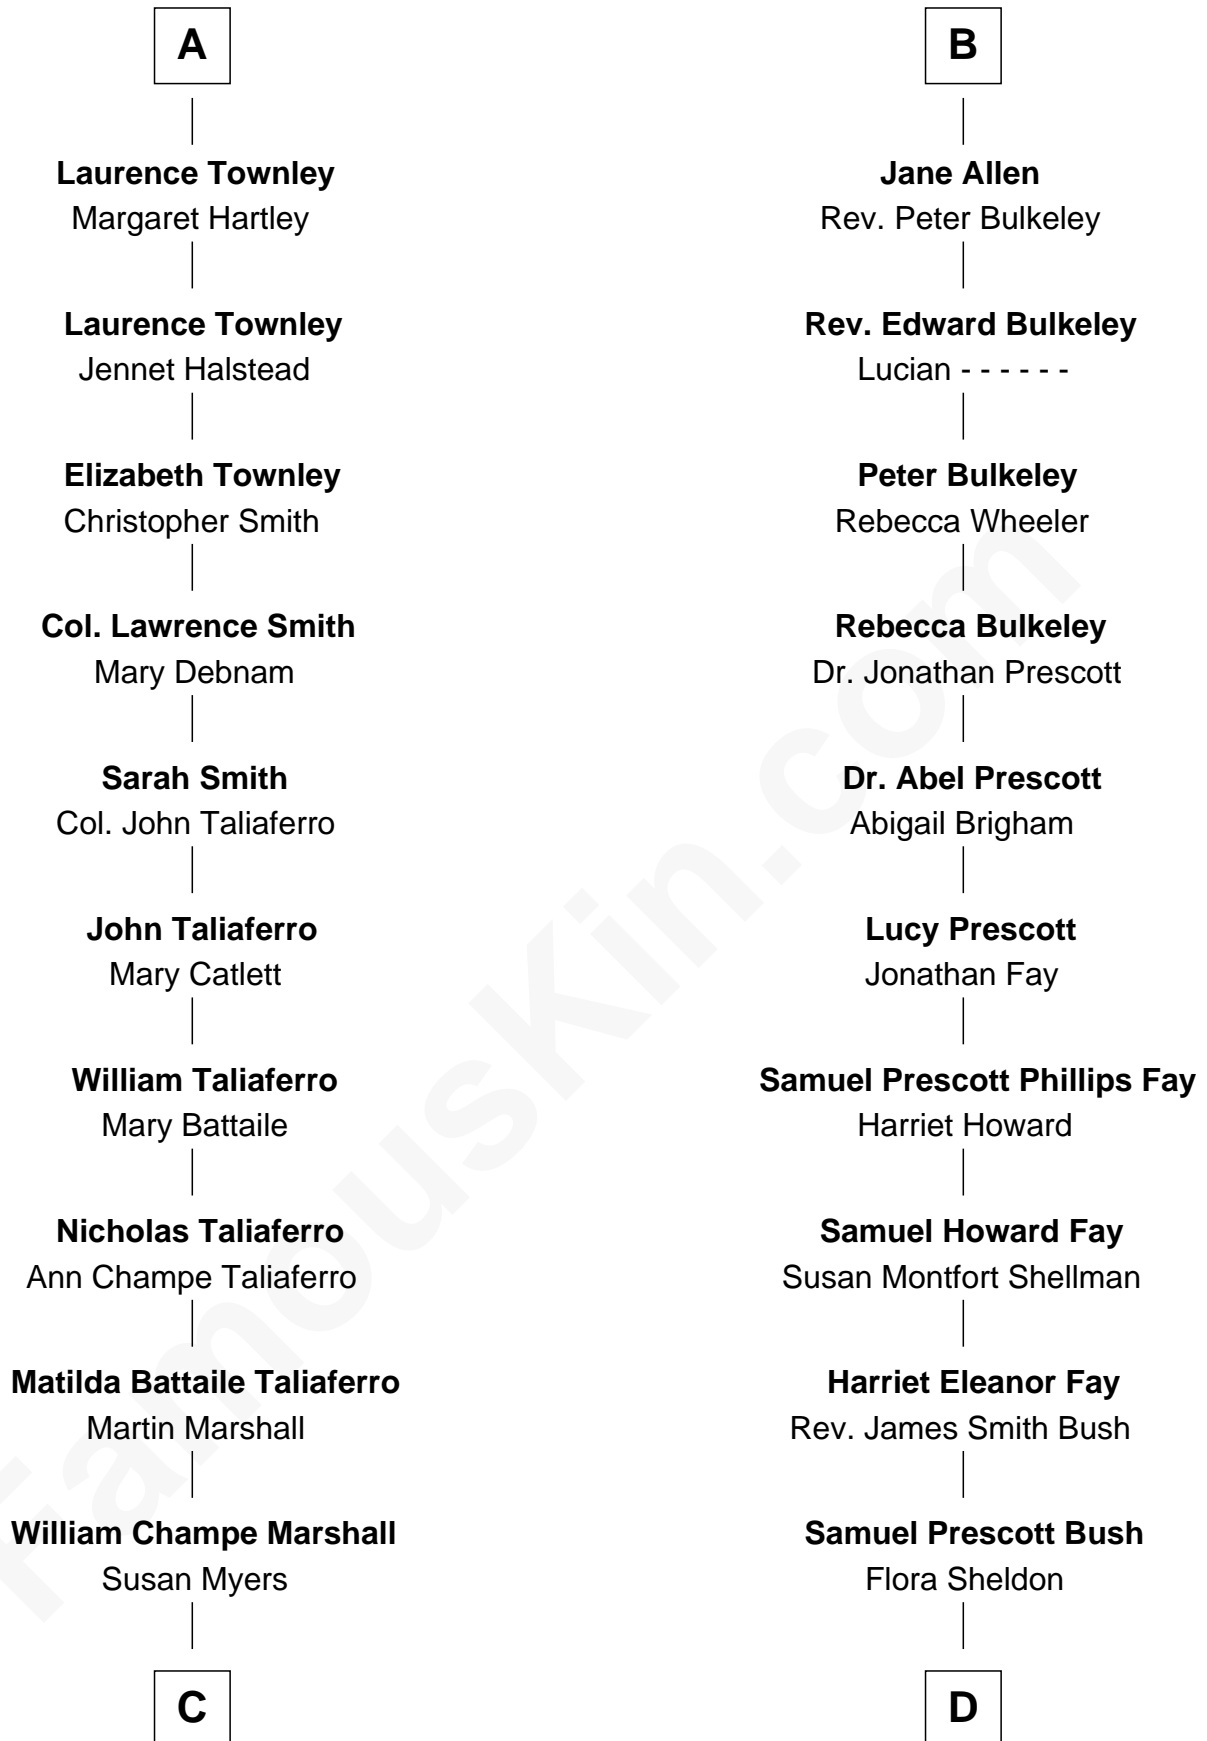 A
Laurence Townley
Margaret Hartley
Laurence Townley
Jennet Halstead
Elizabeth Townley
Christopher Smith
Col. Lawrence Smith
Mary Debnam
Sarah Smith
Col. John Taliaferro
John Taliaferro
Mary Catlett
William Taliaferro
Mary Battaile
Nicholas Taliaferro
Ann Champe Taliaferro
Matilda Battaile Taliaferro
Martin Marshall
William Champe Marshall
Susan Myers
C
B
Jane Allen
Rev. Peter Bulkeley
Rev. Edward Bulkeley
Lucian - - - - - -
Peter Bulkeley
Rebecca Wheeler
Rebecca Bulkeley
Dr. Jonathan Prescott
Dr. Abel Prescott
Abigail Brigham
Lucy Prescott
Jonathan Fay
Samuel Prescott Phillips Fay
Harriet Howard
Samuel Howard Fay
Susan Montfort Shellman
Harriet Eleanor Fay
Rev. James Smith Bush
Samuel Prescott Bush
Flora Sheldon
D
FamousKin.com